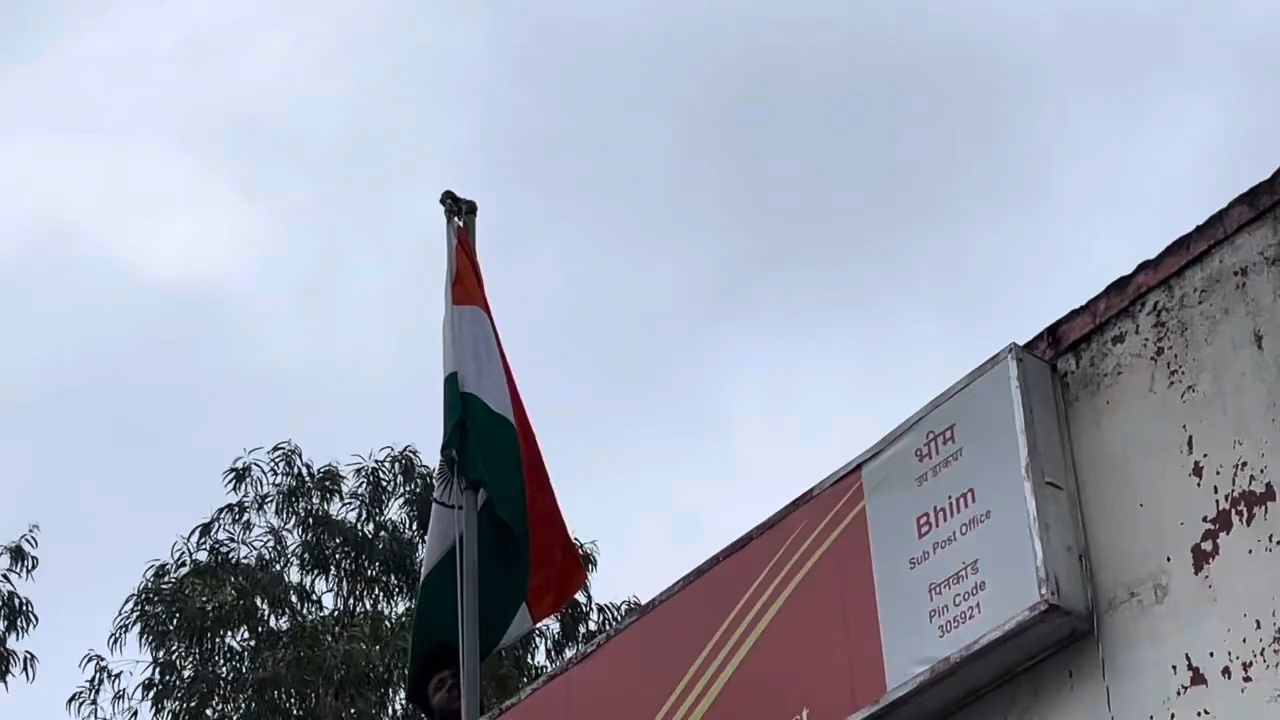 भीम
उप डाकघर
Bhim
Sub Post Office
पिनकोड
Pin Code
305921